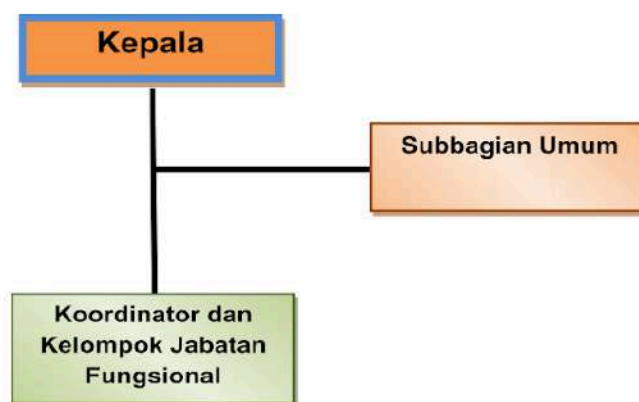 Kepala
Subbagian Umum
Koordinator dan
Kelompok Jabatan
Fungsional